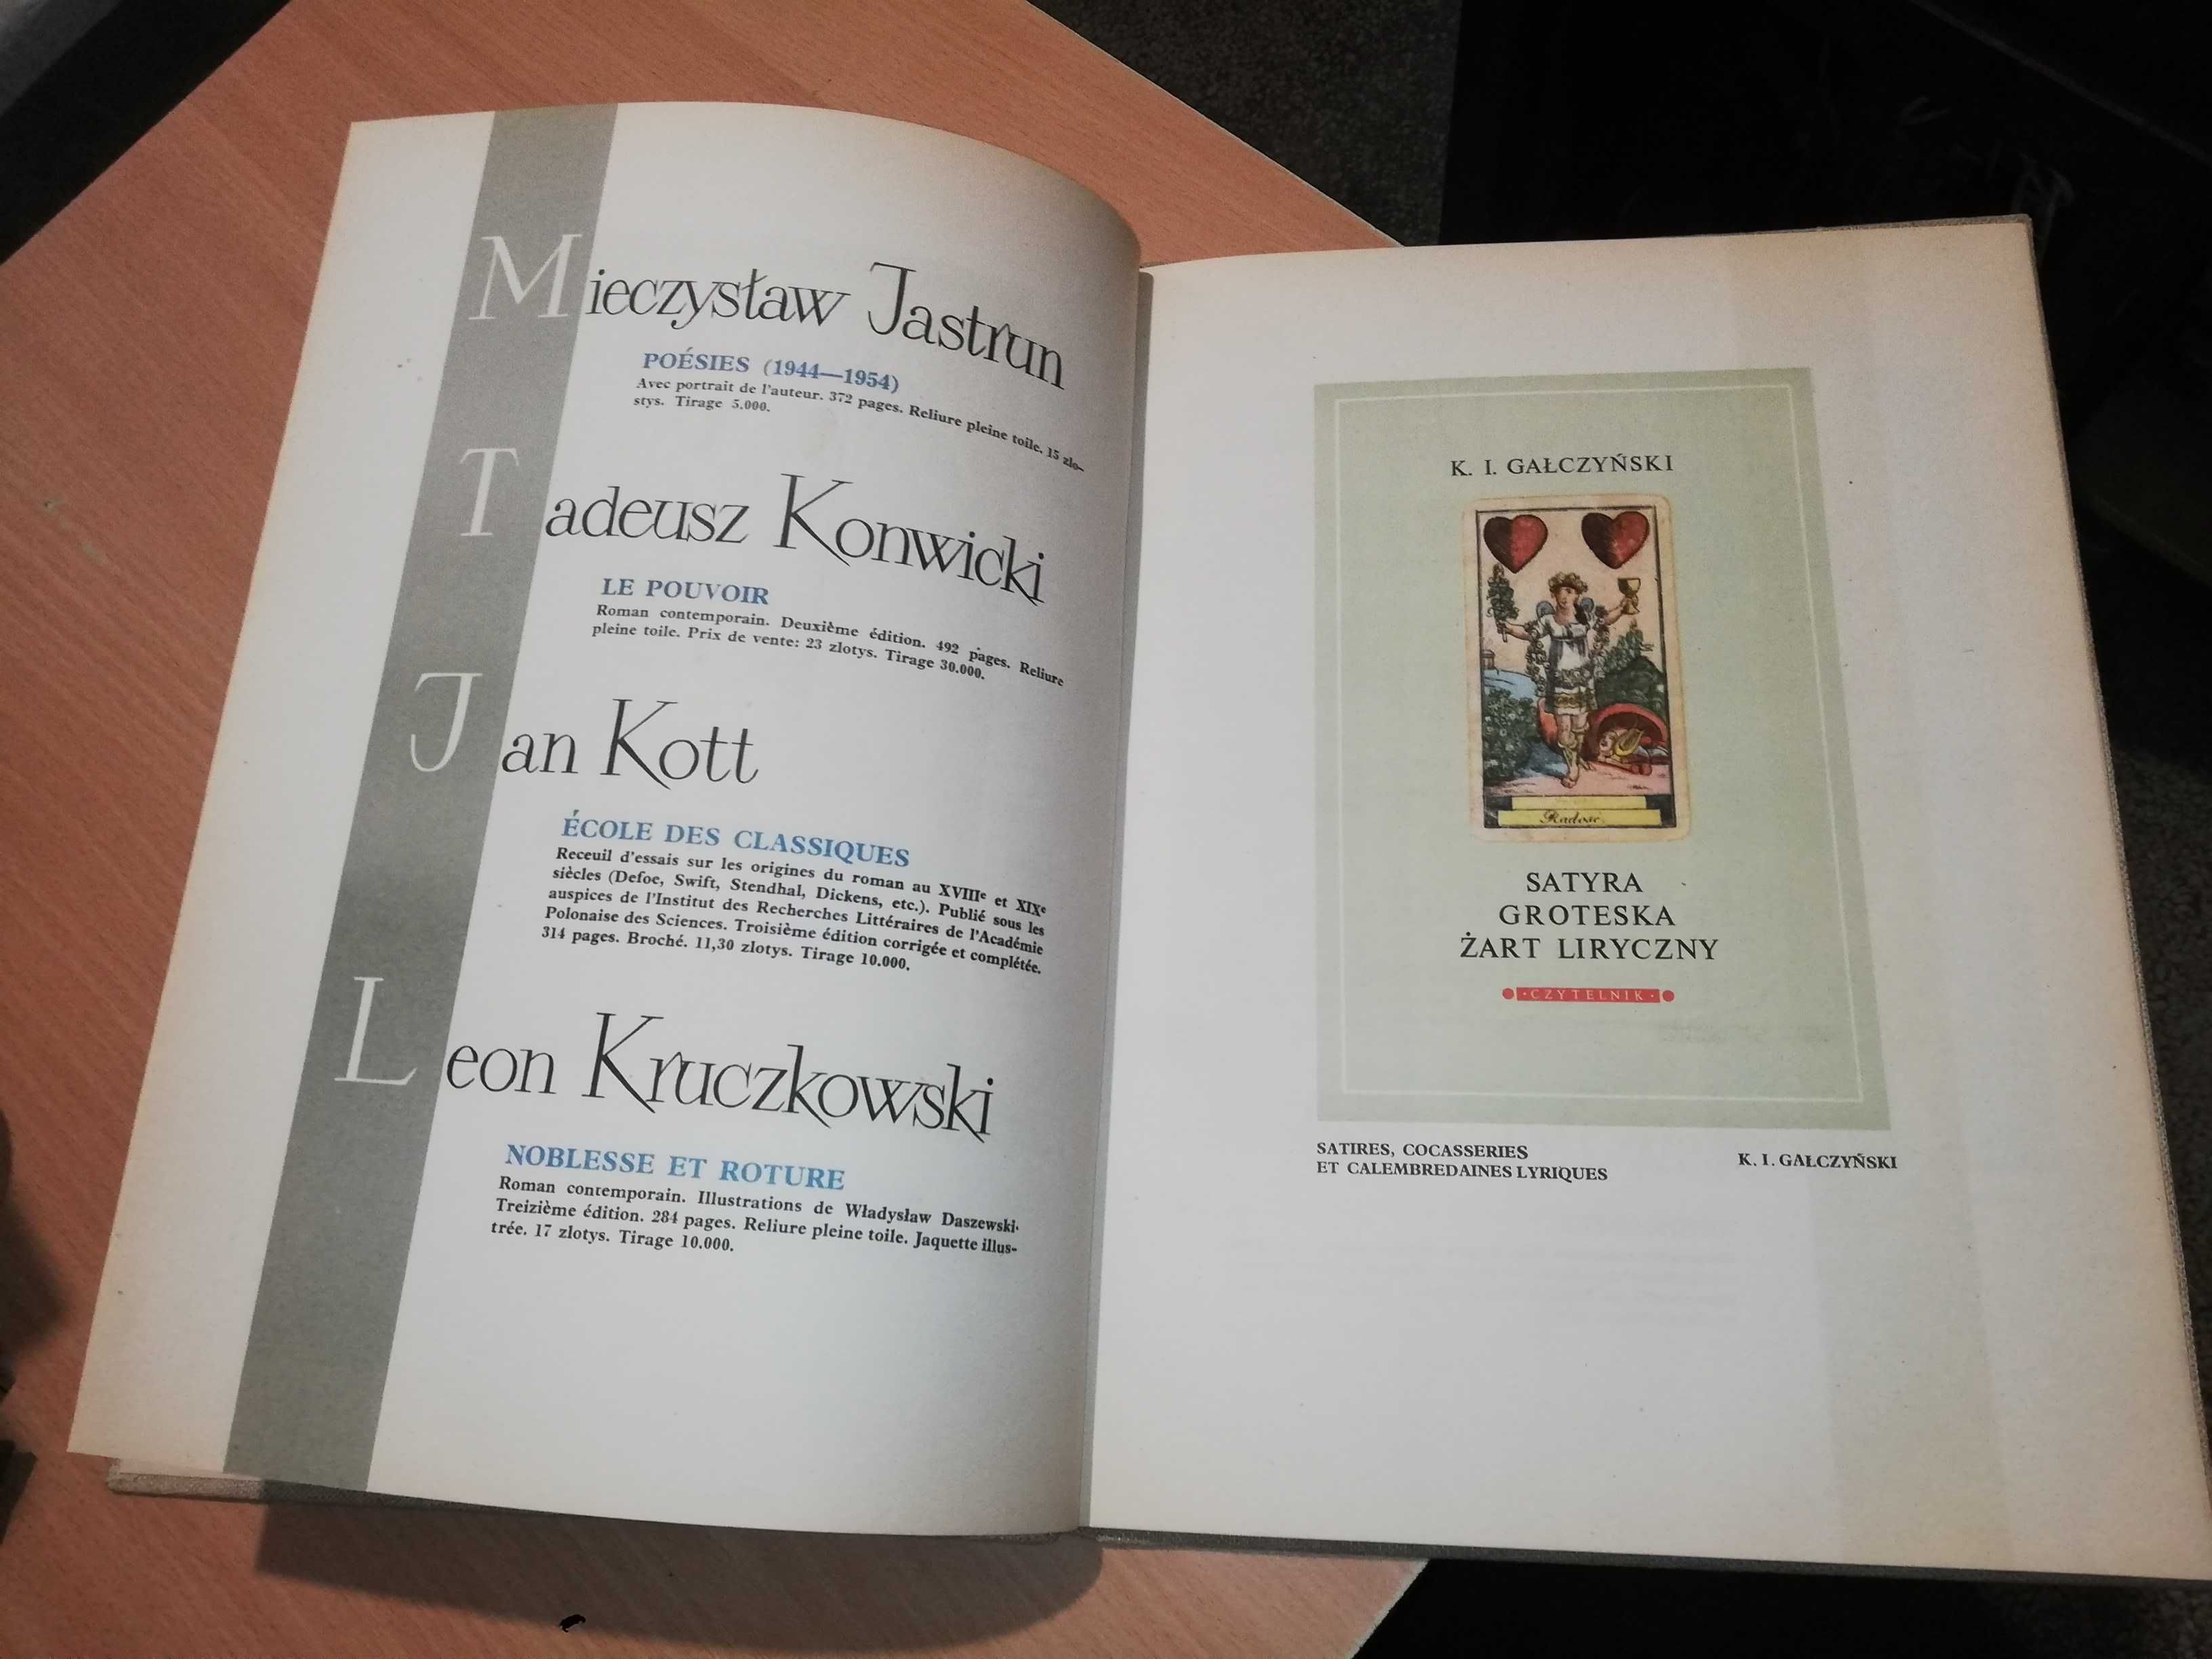 Mieczysław Jastrun
POÉSIES (1944—1954)
Avec portrait de l'auteur. 372 pages. Reliure pleine toile. 15 zlo-
stys. Tirage 5.000.
Tadeusz Konwicki
LE POUVOIR
Roman contemporain. Deuxième édition. 492 pages. Reliure
pleine toile. Prix de vente: 23 zlotys. Tirage 30.000.
Jan Kott
ÉCOLE DES CLASSIQUES
Receuil d'essais sur les origines du roman au XVIIIe et XIXe
siècles (Defoe, Swift, Stendhal, Dickens, etc.). Publié sous les
auspices de l'Institut des Recherches Littéraires de l'Académie
Polonaise des Sciences. Troisième édition corrigée et complétée.
314 pages. Broché. 11,30 zlotys. Tirage 10.000.
Leon Kruczkowski
NOBLESSE ET ROTURE
Roman contemporain. Illustrations de Władysław Daszewski.
Treizième édition. 284 pages. Reliure pleine toile. Jaquette illus-
trée. 17 zlotys. Tirage 10.000.
K. I. GAŁCZYŃSKI
Radość
SATYRA
GROTESKA
ŻART LIRYCZNY
·CZYTELNIK·
SATIRES, COCASSERIES
ET CALEMBREDAINES LYRIQUES
K. I. GAŁCZYŃSKI